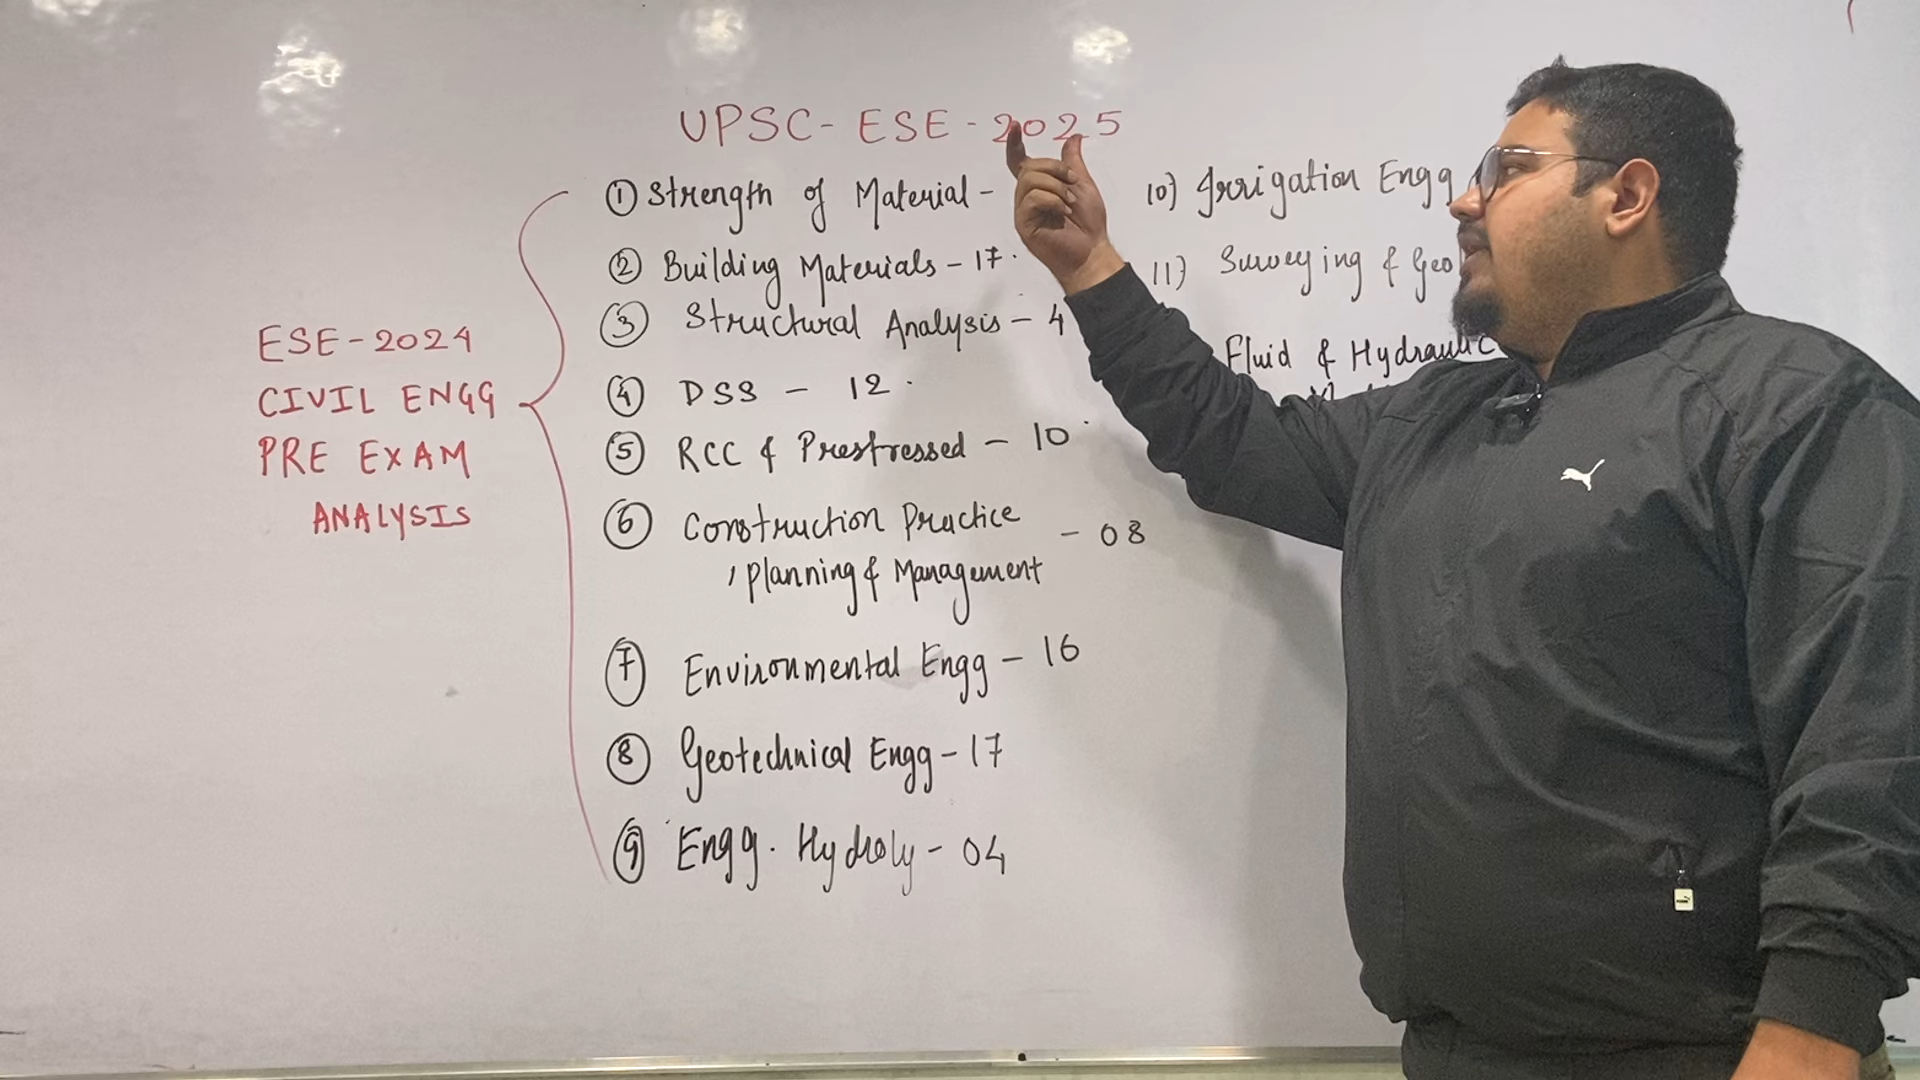 UPSC - ESE - 2025
ESE - 2024
CIVIL ENGG
PRE EXAM
ANALYSIS
① Strength of Material -
② Building Materials - 17
③ Structural Analysis - 4
④ DSS - 12
⑤ RCC & Prestressed - 10
⑥ Construction Practice
, Planning & Management - 08
⑦ Environmental Engg - 16
⑧ Geotechnical Engg - 17
⑨ Engg. Hydroly - 04
10) Irrigation Engg
11) Surveying & Geo
Fluid & Hydraulic